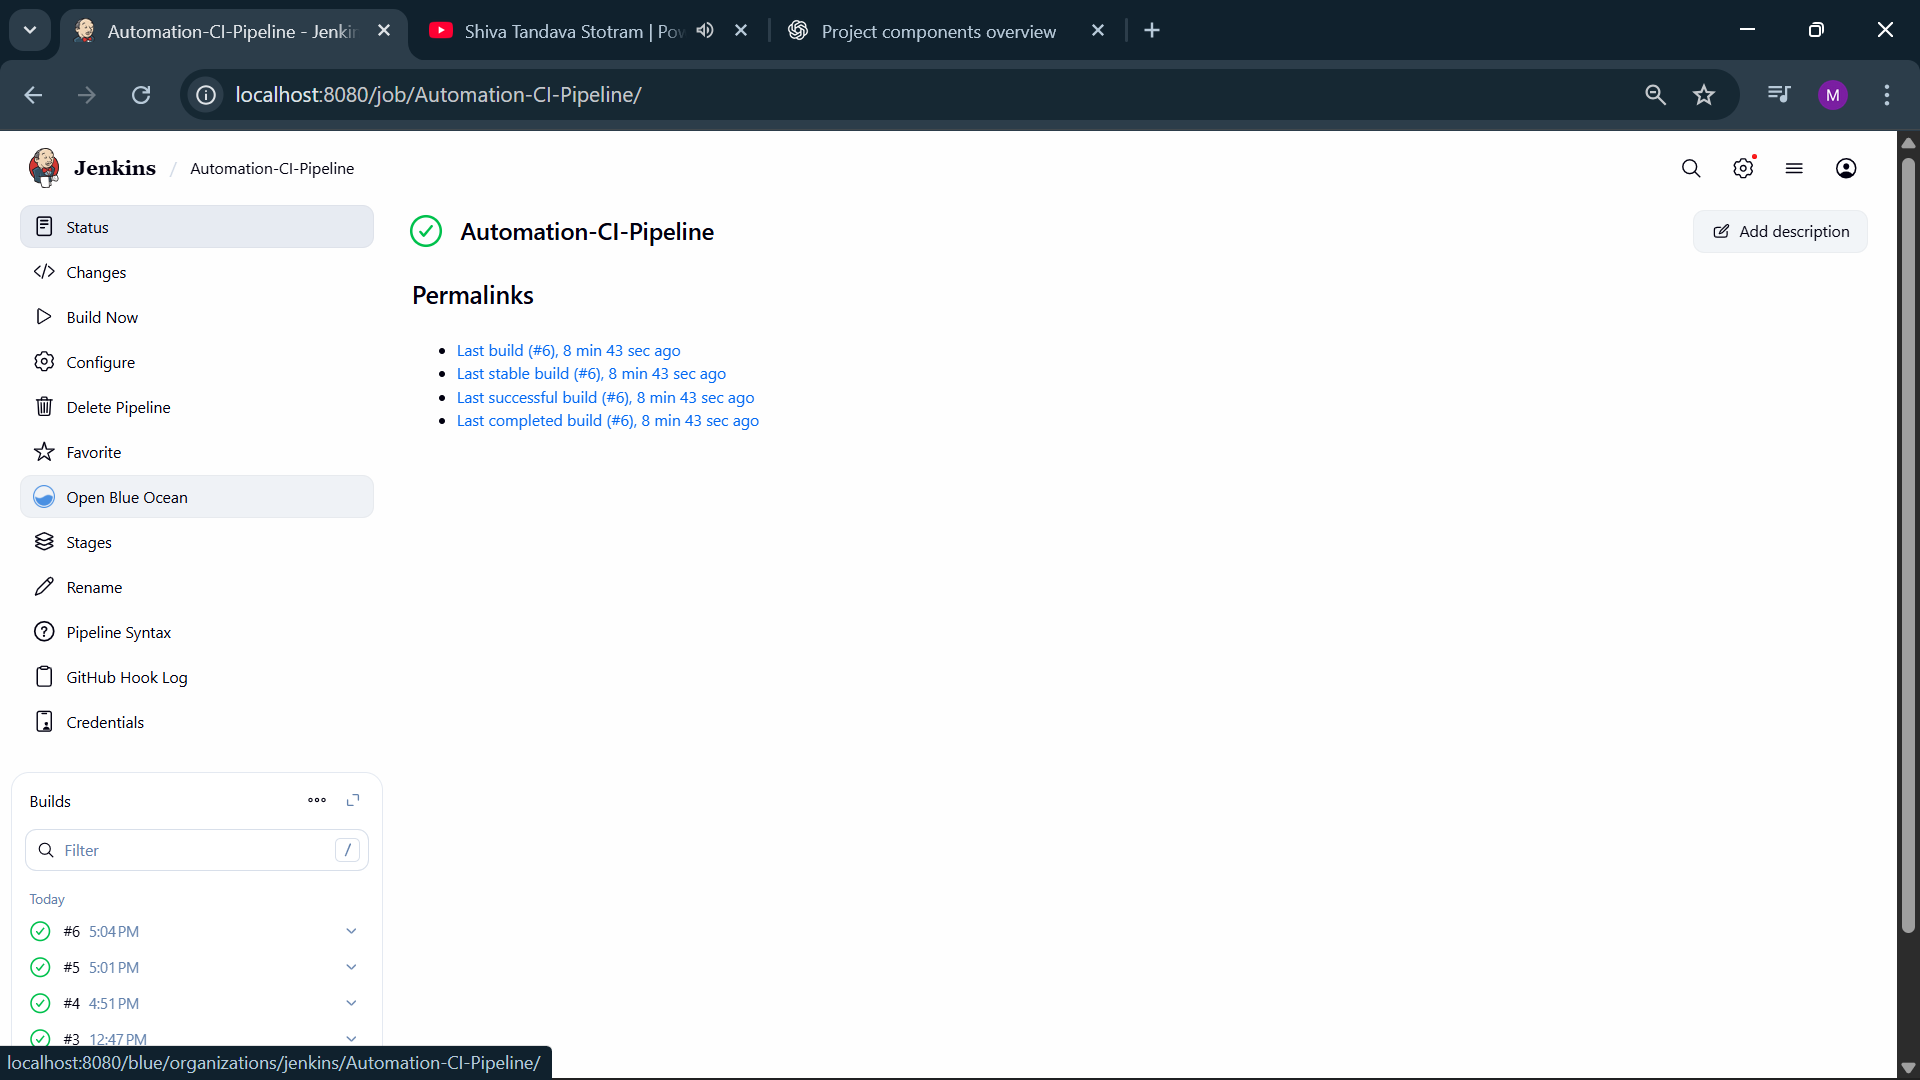 Automation-CI-Pipeline - Jenkin
Shiva Tandava Stotram | Pow
Project components overview
localhost:8080/job/Automation-CI-Pipeline/
M
Jenkins / Automation-CI-Pipeline
Status
Changes
Build Now
Configure
Delete Pipeline
Favorite
Open Blue Ocean
Stages
Rename
Pipeline Syntax
GitHub Hook Log
Credentials
Builds
Filter /
Today
#6 5:04 PM
#5 5:01 PM
#4 4:51 PM
#3 12:47 PM
Automation-CI-Pipeline
Add description
Permalinks
Last build (#6), 8 min 43 sec ago
Last stable build (#6), 8 min 43 sec ago
Last successful build (#6), 8 min 43 sec ago
Last completed build (#6), 8 min 43 sec ago
localhost:8080/blue/organizations/jenkins/Automation-CI-Pipeline/